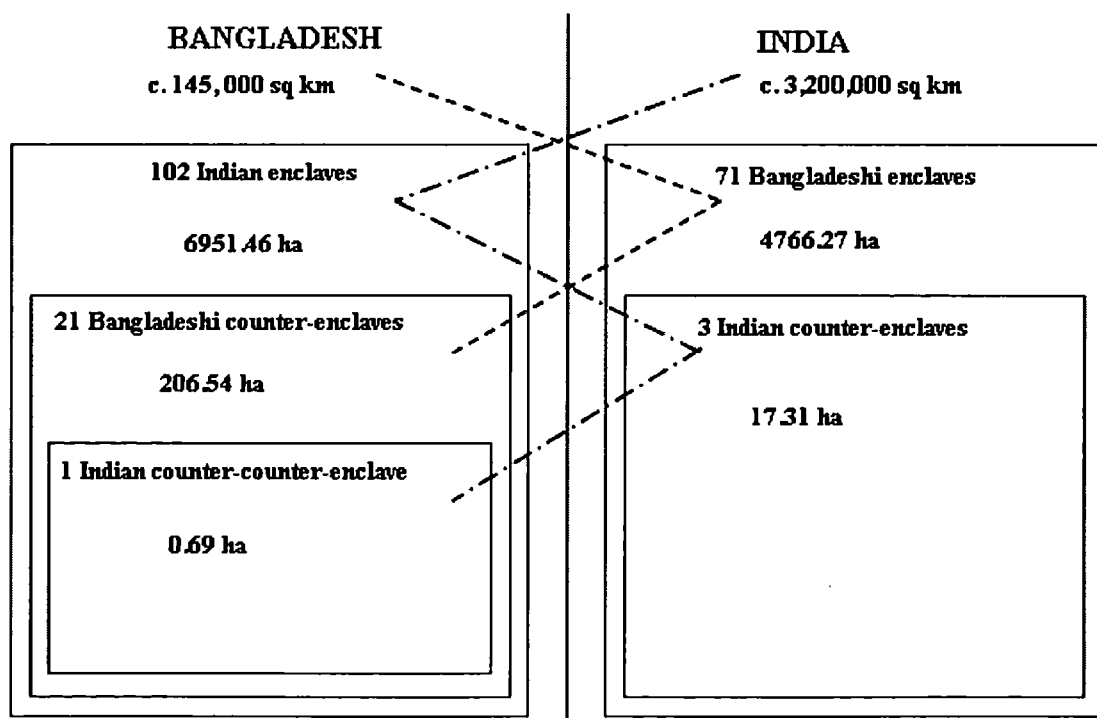 BANGLADESH
c. 145,000 sq km
102 Indian enclaves
6951.46 ha
21 Bangladeshi counter-enclaves
206.54 ha
1 Indian counter-counter-enclave
0.69 ha
INDIA
c. 3,200,000 sq km
71 Bangladeshi enclaves
4766.27 ha
3 Indian counter-enclaves
17.31 ha